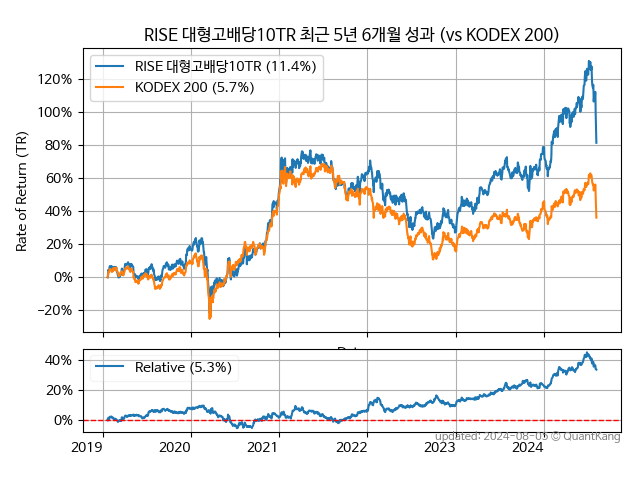 RISE 대형고배당10TR 최근 5년 6개월 성과 (vs KODEX 200)
RISE 대형고배당10TR (11.4%)
KODEX 200 (5.7%)
Rate of Return (TR)
120%
100%
80%
60%
40%
20%
0%
−20%
Relative (5.3%)
40%
20%
0%
2019 2020 2021 2022 2023 2024
updated: 2024-08-05 © QuantKang